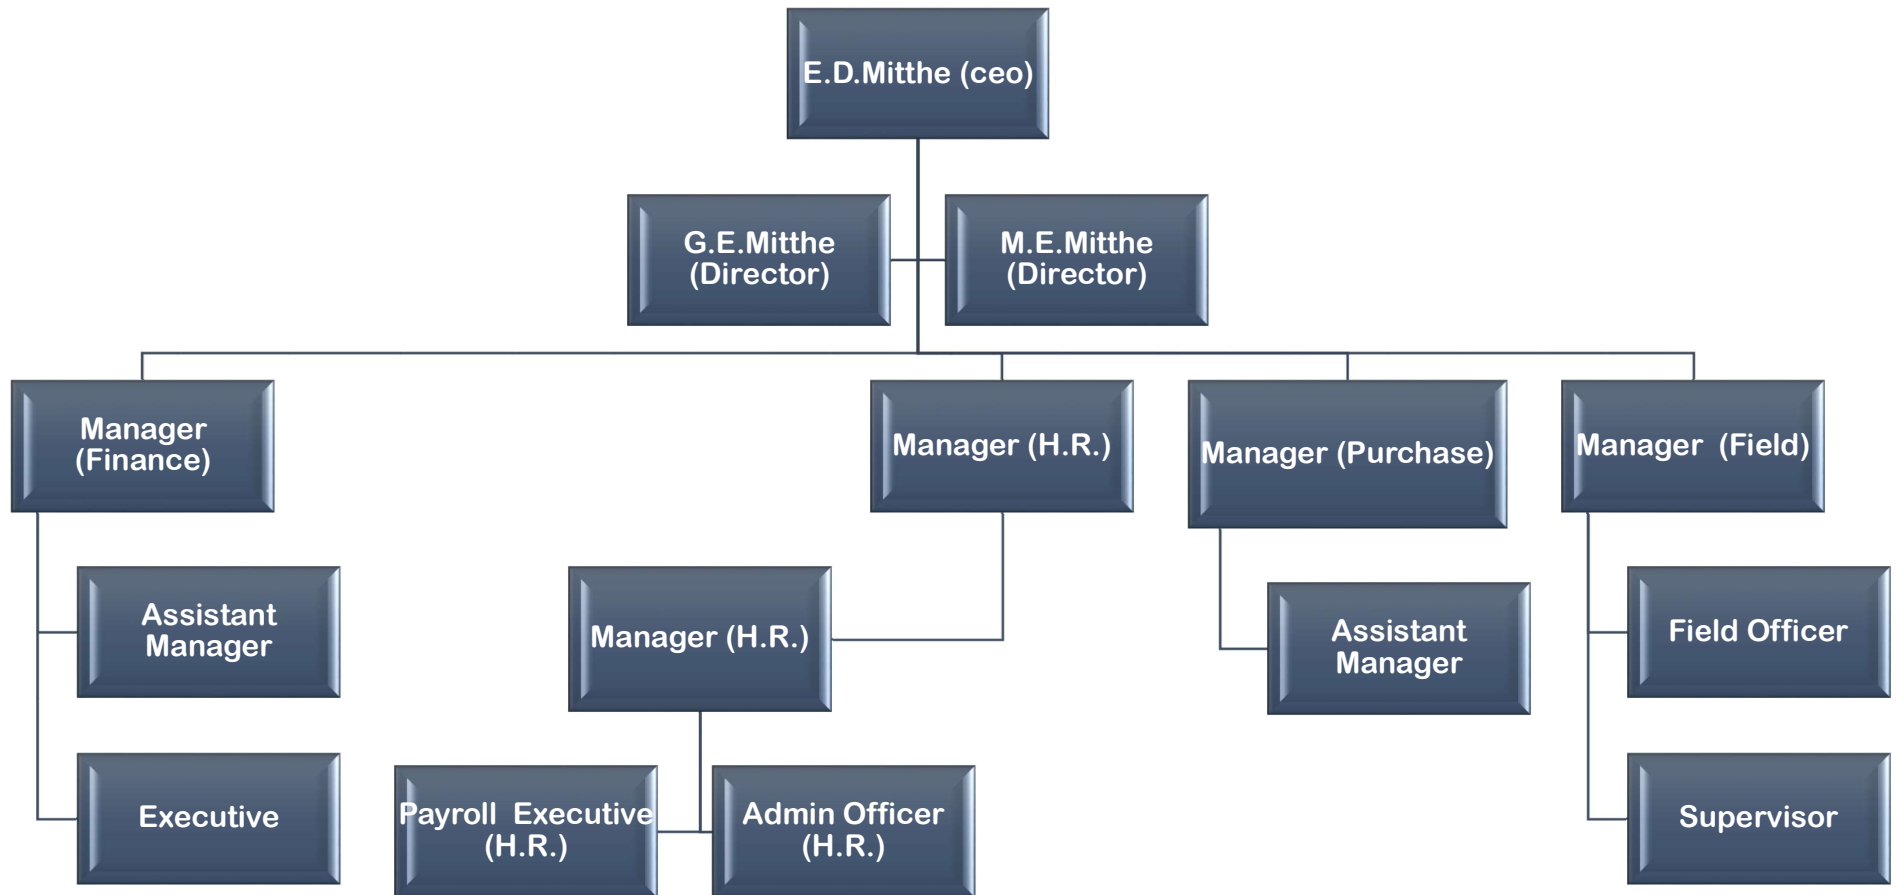 E.D.Mitthe (ceo)
G.E.Mitthe
(Director)
M.E.Mitthe
(Director)
Manager
(Finance)
Manager (H.R.)
Manager (Purchase)
Manager  (Field)
Assistant
Manager
Manager (H.R.)
Assistant
Manager
Field Officer
Executive
Payroll  Executive
(H.R.)
Admin Officer
(H.R.)
Supervisor